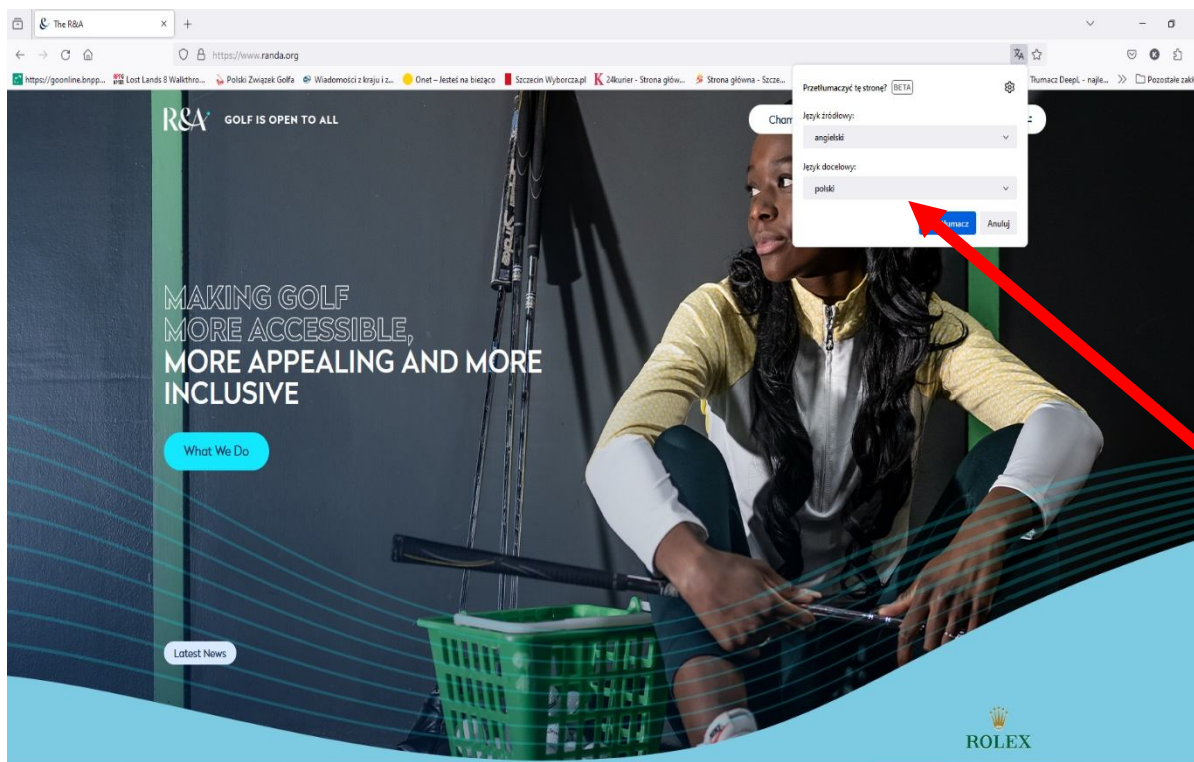 The R&A
https://www.randa.org
https://goonline.bnpp...
Lost Lands 8 Walkthro...
Polski Związek Golfa
Wiadomości z kraju i z...
Onet – Jesteś na bieżąco
Szczecin Wyborcza.pl
24kurier - Strona głów...
Strona główna - Szcze...
Tłumacz DeepL - najle...
Pozostałe zakł
Przetłumaczyć tę stronę? BETA
Język źródłowy:
angielski
Język docelowy:
polski
Anuluj
R&A GOLF IS OPEN TO ALL
MAKING GOLF
MORE ACCESSIBLE,
MORE APPEALING AND MORE
INCLUSIVE
What We Do
Latest News
ROLEX